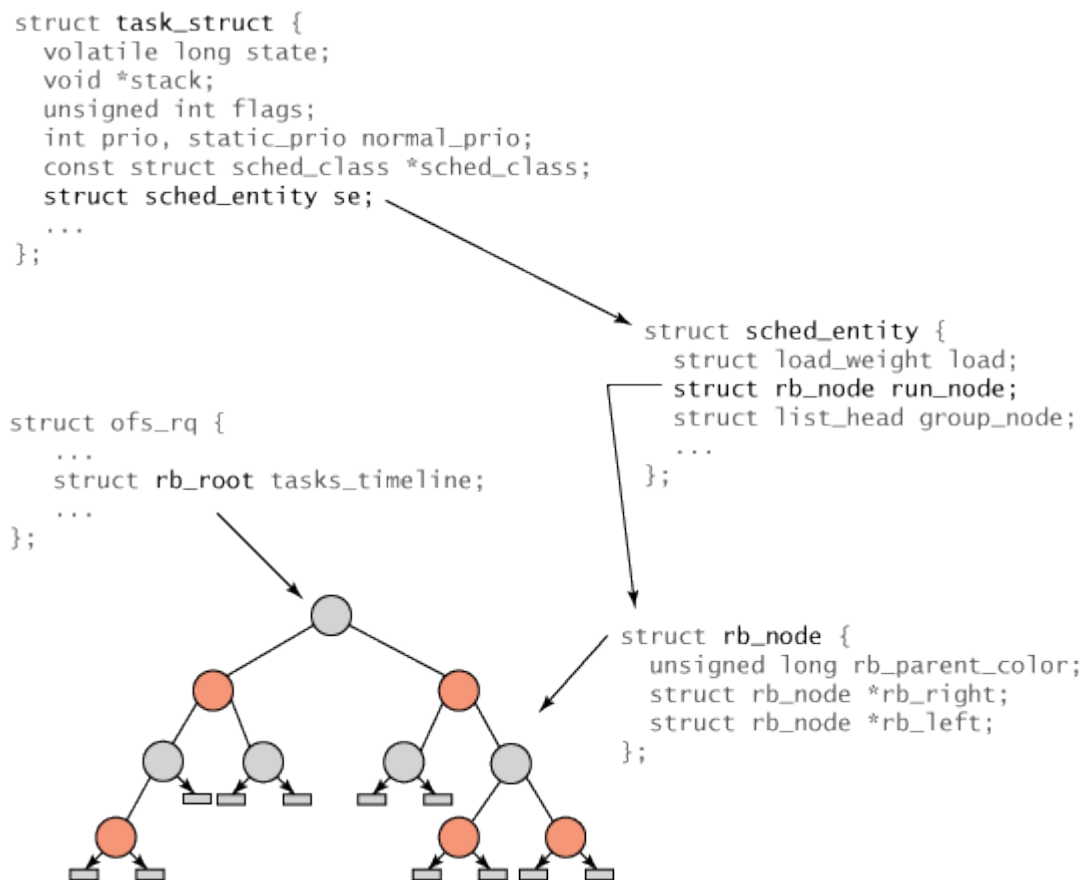 struct task_struct {
volatile long state;
void *stack;
unsigned int flags;
int prio, static_prio normal_prio;
const struct sched_class *sched_class;
struct sched_entity se;
...
};
struct sched_entity {
struct load_weight load;
struct rb_node run_node;
struct list_head group_node;
...
};
struct ofs_rq {
...
struct rb_root tasks_timeline;
...
};
struct rb_node {
unsigned long rb_parent_color;
struct rb_node *rb_right;
struct rb_node *rb_left;
};